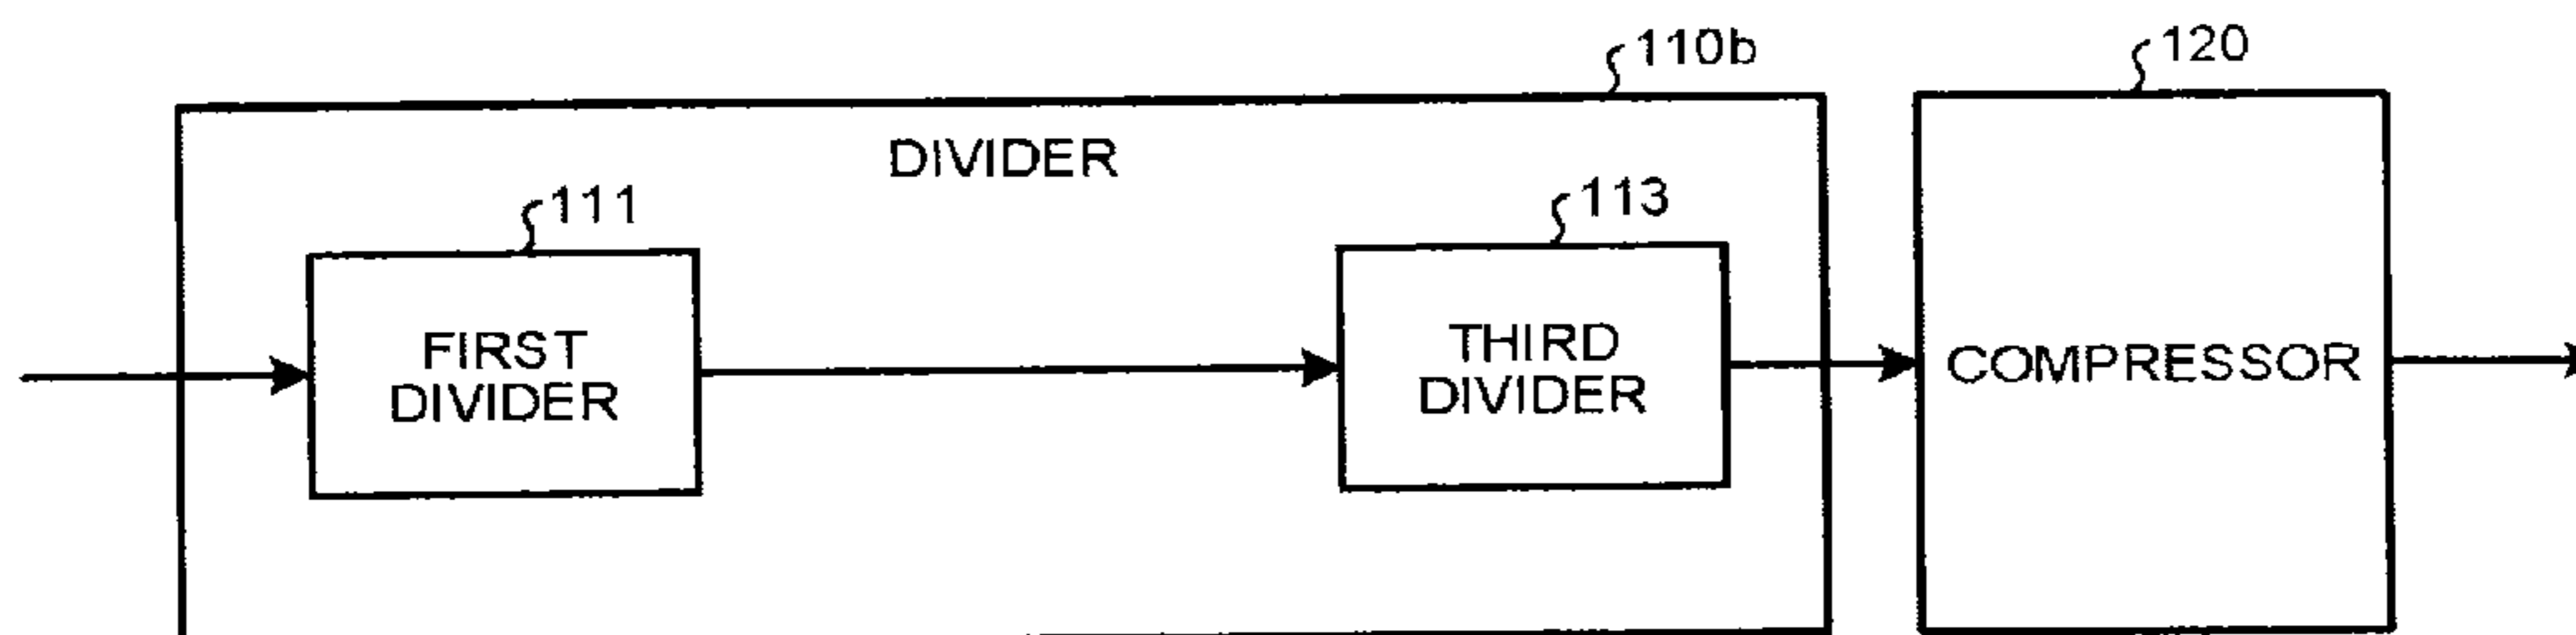 110b
120
DIVIDER
111
113
FIRST
DIVIDER
THIRD
DIVIDER
COMPRESSOR